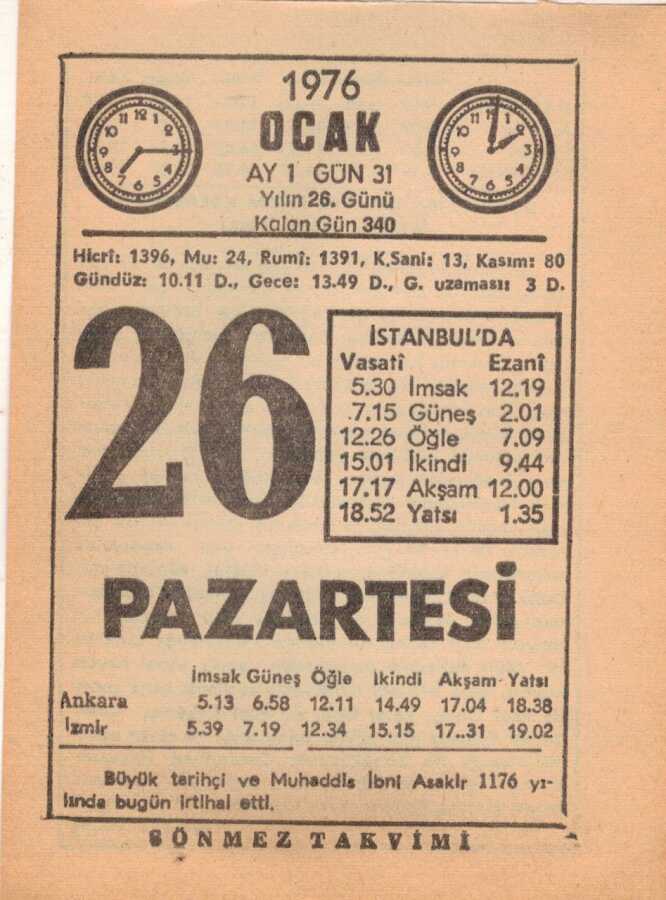 1976
OCAK
AY 1 GÜN 31
Yılın 26. Günü
Kalan Gün 340
Hicrî: 1396, Mu: 24, Rumî: 1391, K.Sani: 13, Kasım: 80
Gündüz: 10.11 D., Gece: 13.49 D., G. uzaması: 3 D.
26
İSTANBUL'DA
Vasatî Ezanî
5.30 İmsak 12.19
7.15 Güneş 2.01
12.26 Öğle 7.09
15.01 İkindi 9.44
17.17 Akşam 12.00
18.52 Yatsı 1.35
PAZARTESİ
İmsak Güneş Öğle İkindi Akşam Yatsı
Ankara 5.13 6.58 12.11 14.49 17.04 18.38
İzmir 5.39 7.19 12.34 15.15 17..31 19.02
Büyük tarihçi ve Muhaddis İbni Asakir 1176 yı-
lında bugün irtihal etti.
SÖNMEZ TAKVİMİ